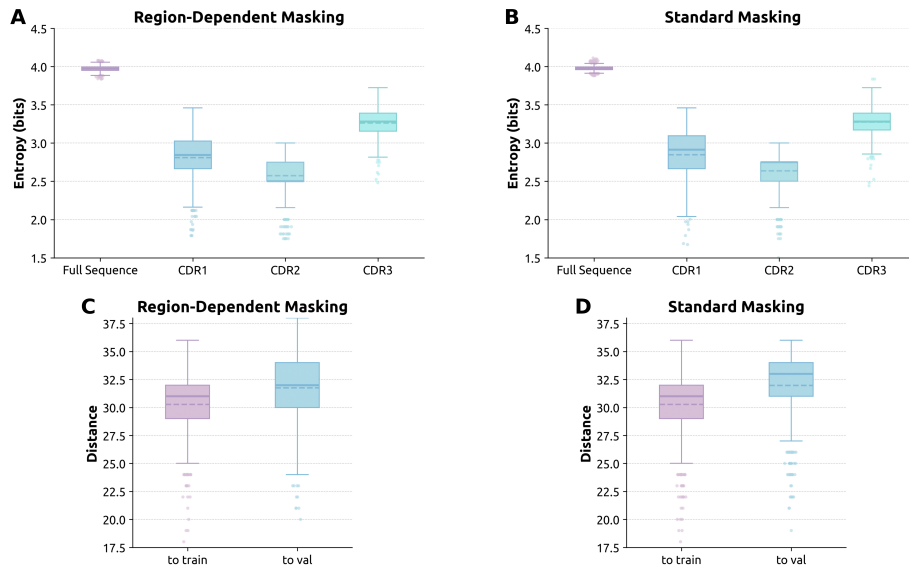 A Region-Dependent Masking
Entropy (bits)
4.5
4.0
3.5
3.0
2.5
2.0
1.5
Full Sequence CDR1 CDR2 CDR3
B Standard Masking
Entropy (bits)
4.5
4.0
3.5
3.0
2.5
2.0
1.5
Full Sequence CDR1 CDR2 CDR3
C Region-Dependent Masking
Distance
37.5
35.0
32.5
30.0
27.5
25.0
22.5
20.0
17.5
to train to val
D Standard Masking
Distance
37.5
35.0
32.5
30.0
27.5
25.0
22.5
20.0
17.5
to train to val